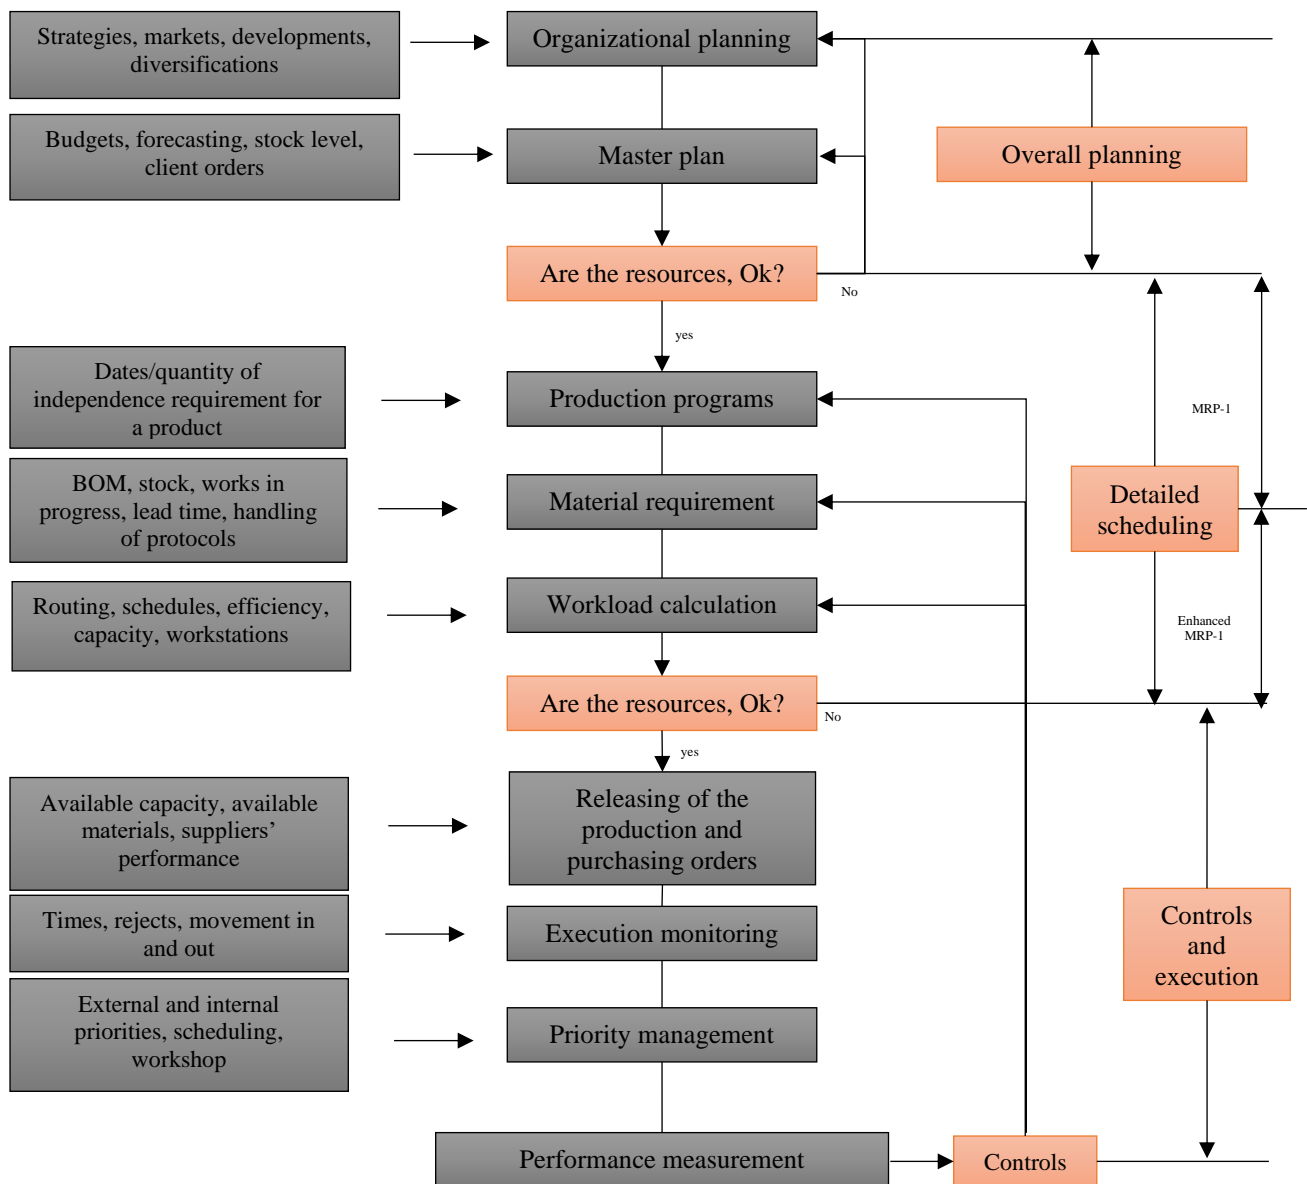 Strategies, markets, developments,
diversifications
Organizational planning
Budgets, forecasting, stock level,
client orders
Master plan
Overall planning
Are the resources, Ok?
No
yes
Dates/quantity of
independence requirement for
a product
Production programs
MRP-1
BOM, stock, works in
progress, lead time, handling
of protocols
Material requirement
Detailed
scheduling
Routing, schedules, efficiency,
capacity, workstations
Workload calculation
Enhanced
MRP-1
Are the resources, Ok?
No
yes
Available capacity, available
materials, suppliers’
performance
Releasing of the
production and
purchasing orders
Times, rejects, movement in
and out
Execution monitoring
Controls
and
execution
External and internal
priorities, scheduling,
workshop
Priority management
Performance measurement
Controls